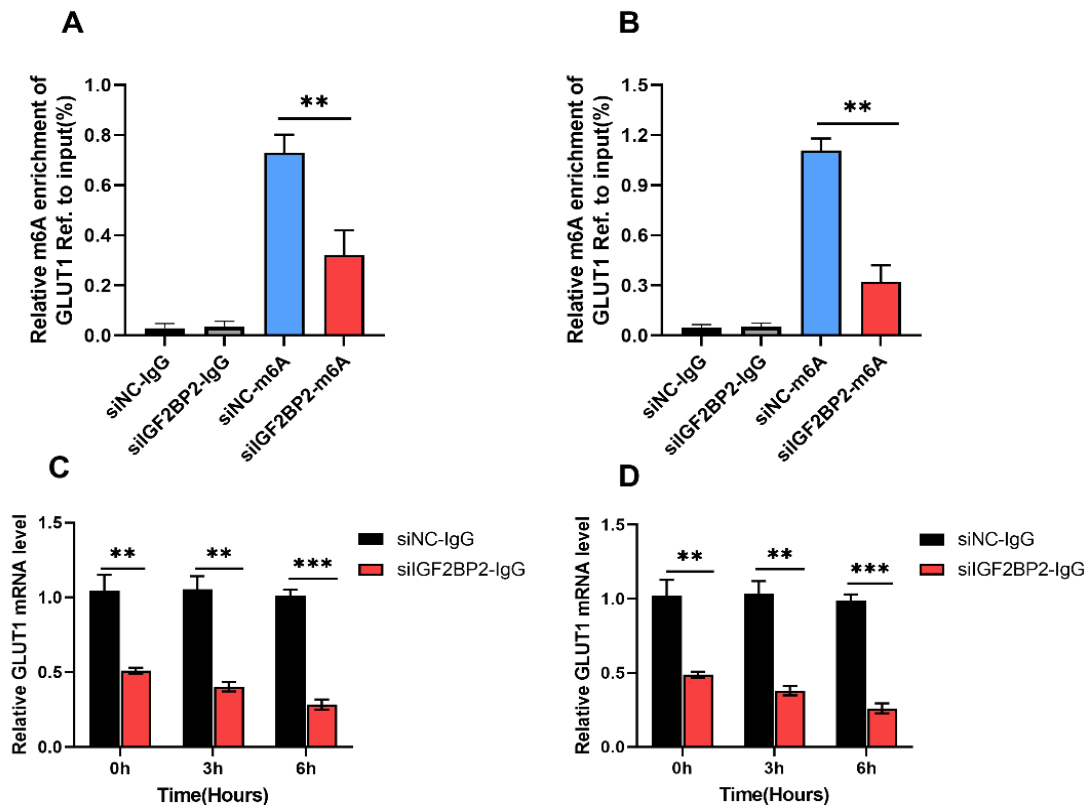 A
Relative m6A enrichment of
GLUT1 Ref. to input(%)
1.0
0.8
0.6
0.4
0.2
0.0
**
siNC-IgG
siIGF2BP2-IgG
siNC-m6A
siIGF2BP2-m6A
B
Relative m6A enrichment of
GLUT1 Ref. to input(%)
1.5
1.2
0.9
0.6
0.3
0.0
**
siNC-IgG
siIGF2BP2-IgG
siNC-m6A
siIGF2BP2-m6A
C
Relative GLUT1 mRNA level
1.5
1.0
0.5
0.0
** ** ***
siNC-IgG
siIGF2BP2-IgG
0h 3h 6h
Time(Hours)
D
Relative GLUT1 mRNA level
1.5
1.0
0.5
0.0
** ** ***
siNC-IgG
siIGF2BP2-IgG
0h 3h 6h
Time(Hours)